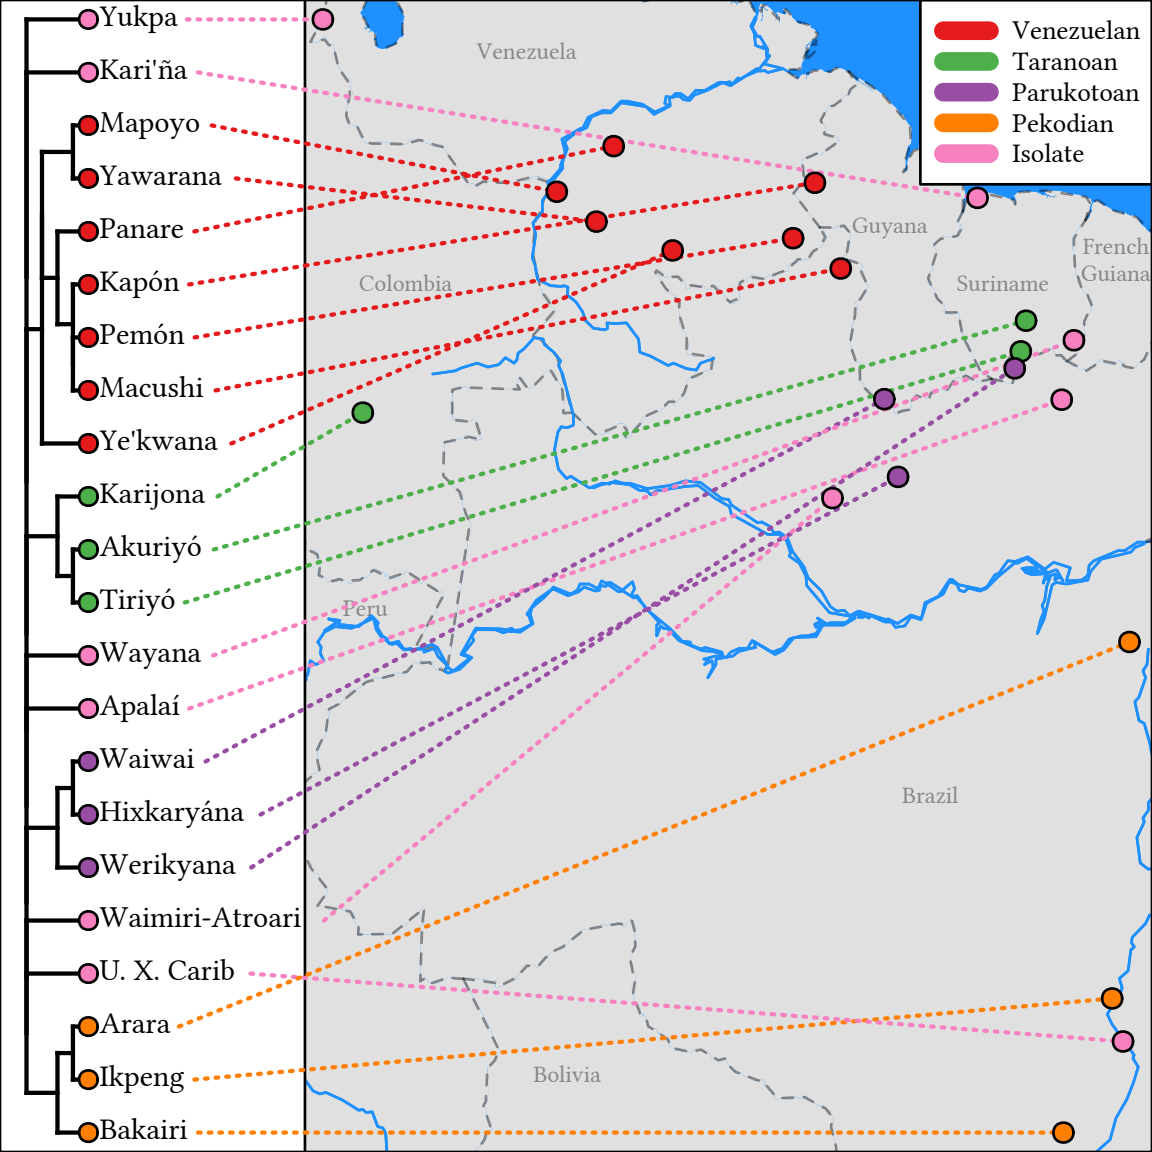 Yukpa
Kari'ña
Mapoyo
Yawarana
Panare
Kapón
Pemón
Macushi
Ye'kwana
Karijona
Akuriyó
Tiriyó
Wayana
Apalaí
Waiwai
Hixkaryána
Werikyana
Waimiri-Atroari
U. X. Carib
Arara
Ikpeng
Bakairi
Venezuela
Colombia
Guyana
Suriname
French
Guiana
Peru
Brazil
Bolivia
Venezuelan
Taranoan
Parukotoan
Pekodian
Isolate